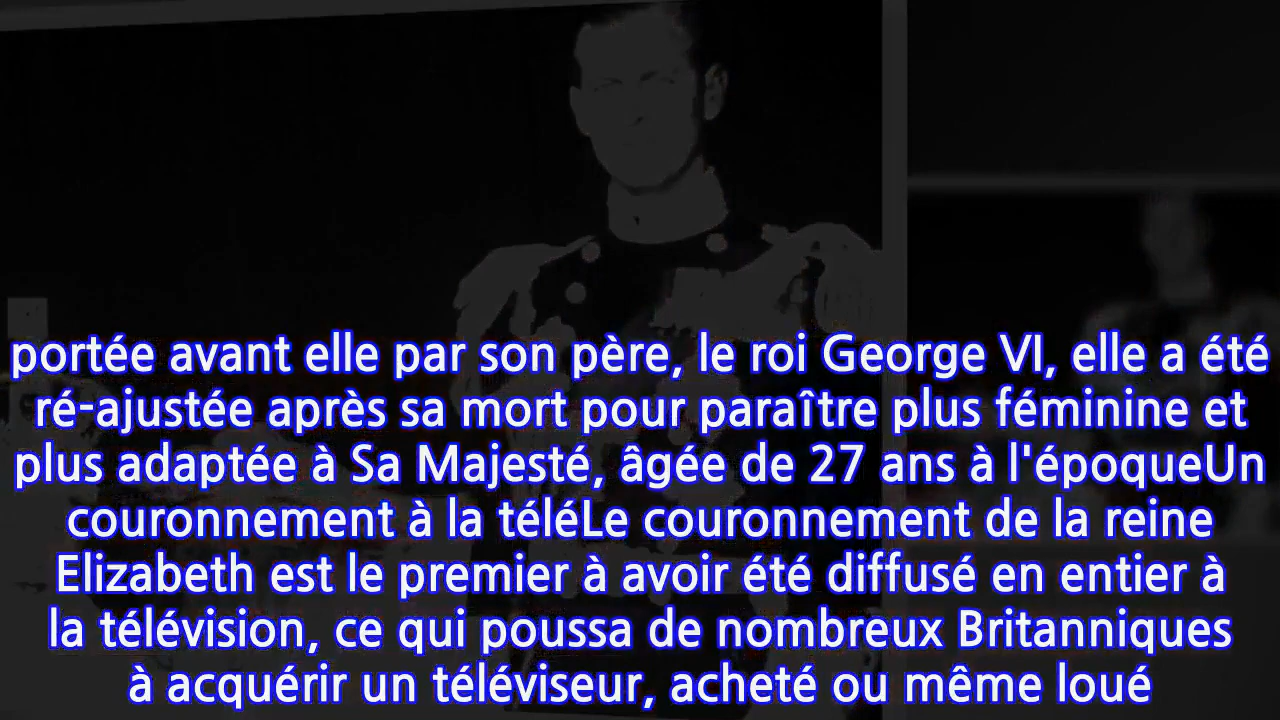 portée avant elle par son père, le roi George VI, elle a été
ré-ajustée après sa mort pour paraître plus féminine et
plus adaptée à Sa Majesté, âgée de 27 ans à l'époqueUn
couronnement à la téléLe couronnement de la reine
Elizabeth est le premier à avoir été diffusé en entier à
la télévision, ce qui poussa de nombreux Britanniques
à acquérir un téléviseur, acheté ou même loué